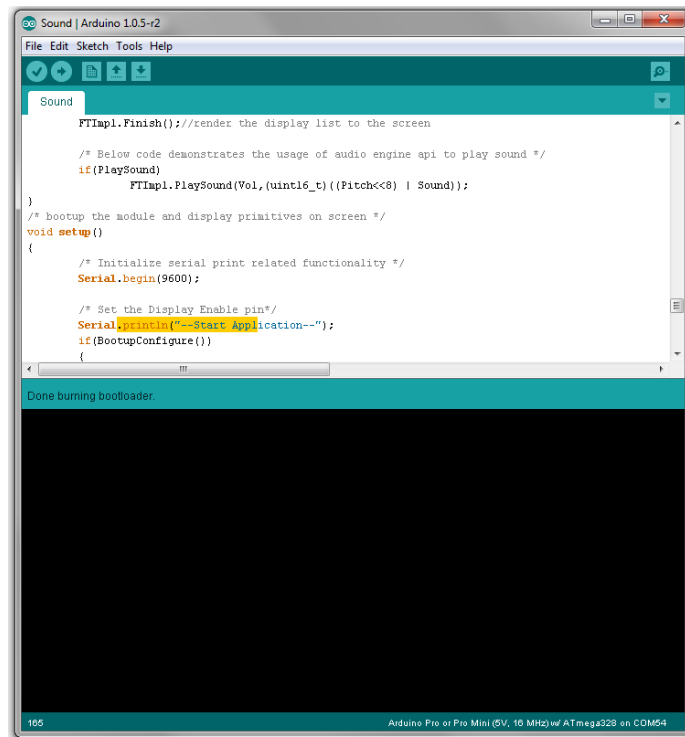 Sound | Arduino 1.0.5-r2
File Edit Sketch Tools Help
Sound
FTImpl.Finish();//render the display list to the screen
/* Below code demonstrates the usage of audio engine api to play sound */
if(PlaySound)
FTImpl.PlaySound(Vol,(uint16_t)((Pitch<<8) | Sound));
}
/* bootup the module and display primitives on screen */
void setup()
{
/* Initialize serial print related functionality */
Serial.begin(9600);
/* Set the Display Enable pin*/
Serial.println("--Start Application--");
if(BootupConfigure())
{
Done burning bootloader.
165
Arduino Pro or Pro Mini (5V, 16 MHz) w/ ATmega328 on COM54